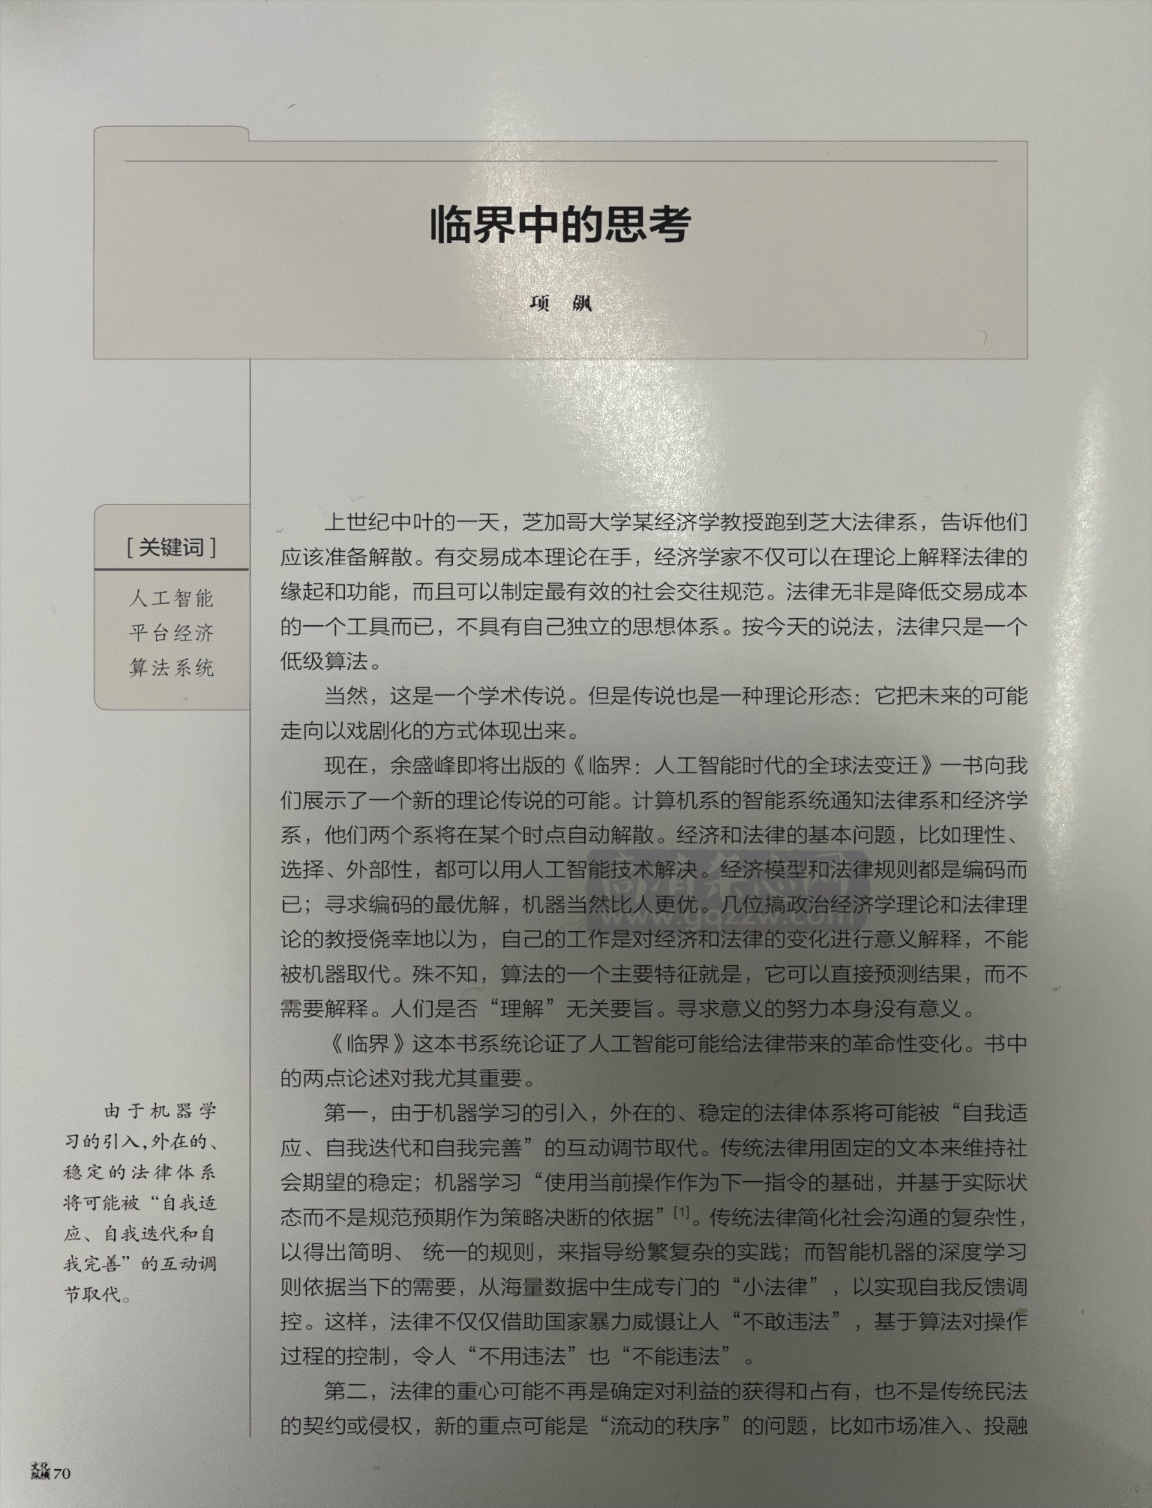 临界中的思考
项 飙
[关键词]
人工智能
平台经济
算法系统
上世纪中叶的一天，芝加哥大学某经济学教授跑到芝大法律系，告诉他们
应该准备解散。有交易成本理论在手，经济学家不仅可以在理论上解释法律的
缘起和功能，而且可以制定最有效的社会交往规范。法律无非是降低交易成本
的一个工具而已，不具有自己独立的思想体系。按今天的说法，法律只是一个
低级算法。
当然，这是一个学术传说。但是传说也是一种理论形态：它把未来的可能
走向以戏剧化的方式体现出来。
现在，余盛峰即将出版的《临界：人工智能时代的全球法变迁》一书向我
们展示了一个新的理论传说的可能。计算机系的智能系统通知法律系和经济学
系，他们两个系将在某个时点自动解散。经济和法律的基本问题，比如理性、
选择、外部性，都可以用人工智能技术解决。经济模型和法律规则都是编码而
已；寻求编码的最优解，机器当然比人更优。几位搞政治经济学理论和法律理
论的教授侥幸地以为，自己的工作是对经济和法律的变化进行意义解释，不能
被机器取代。殊不知，算法的一个主要特征就是，它可以直接预测结果，而不
需要解释。人们是否“理解”无关要旨。寻求意义的努力本身没有意义。
《临界》这本书系统论证了人工智能可能给法律带来的革命性变化。书中
的两点论述对我尤其重要。
第一，由于机器学习的引入，外在的、稳定的法律体系将可能被“自我适
应、自我迭代和自我完善”的互动调节取代。传统法律用固定的文本来维持社
会期望的稳定；机器学习“使用当前操作作为下一指令的基础，并基于实际状
态而不是规范预期作为策略决断的依据”[1]。传统法律简化社会沟通的复杂性，
以得出简明、 统一的规则，来指导纷繁复杂的实践；而智能机器的深度学习
则依据当下的需要，从海量数据中生成专门的“小法律”，以实现自我反馈调
控。这样，法律不仅仅借助国家暴力威慑让人“不敢违法”，基于算法对操作
过程的控制，令人“不用违法”也“不能违法”。
第二，法律的重心可能不再是确定对利益的获得和占有，也不是传统民法
的契约或侵权，新的重点可能是“流动的秩序”的问题，比如市场准入、投融
由于机器学
习的引入，外在的、
稳定的法律体系
将可能被“自我适
应、自我迭代和自
我完善”的互动调
节取代。
文化
纵横 70
高清杂志网
www.gqzzw.com